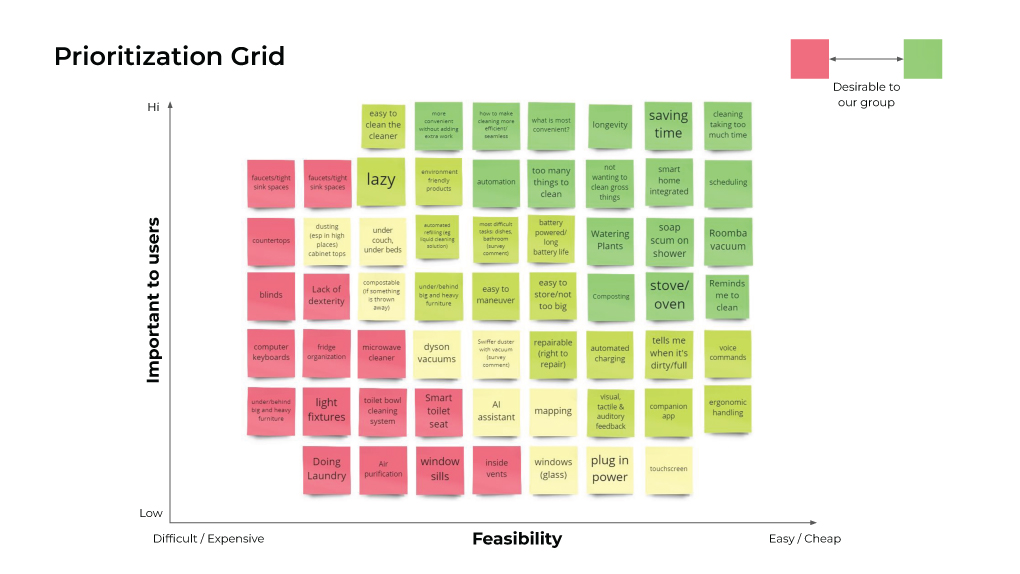 Prioritization Grid
Desirable to
our group
Hi
easy to
clean the
cleaner
more
convenient
without adding
extra work
how to make
cleaning more
efficient/
seamless
what is most
convenient?
longevity
saving
time
cleaning
taking too
much time
faucets/tight
sink spaces
faucets/tight
sink spaces
lazy
environment
friendly
products
automation
too many
things to
clean
not
wanting to
clean gross
things
smart
home
integrated
scheduling
countertops
dusting
(esp in high
places)
cabinet tops
under
couch,
under beds
automated
refilling (eg
liquid cleaning
solution)
most difficult
tasks: dishes,
bathroom
(survey
comment)
battery
powered/
long
battery life
Watering
Plants
soap
scum on
shower
Roomba
vacuum
blinds
Lack of
dexterity
compostable
(if something
is thrown
away)
under/behind
big and heavy
furniture
easy to
maneuver
easy to
store/not
too big
Composting
stove/
oven
Reminds
me to
clean
computer
keyboards
fridge
organization
microwave
cleaner
dyson
vacuums
Swiffer duster
with vacuum
(survey
comment)
repairable
(right to
repair)
automated
charging
tells me
when it's
dirty/full
voice
commands
under/behind
big and heavy
furniture
light
fixtures
toilet bowl
cleaning
system
Smart
toilet
seat
AI
assistant
mapping
visual,
tactile &
auditory
feedback
companion
app
ergonomic
handling
Doing
Laundry
Air
purification
window
sills
inside
vents
windows
(glass)
plug in
power
touchscreen
Important to users
Low
Difficult / Expensive
Feasibility
Easy / Cheap